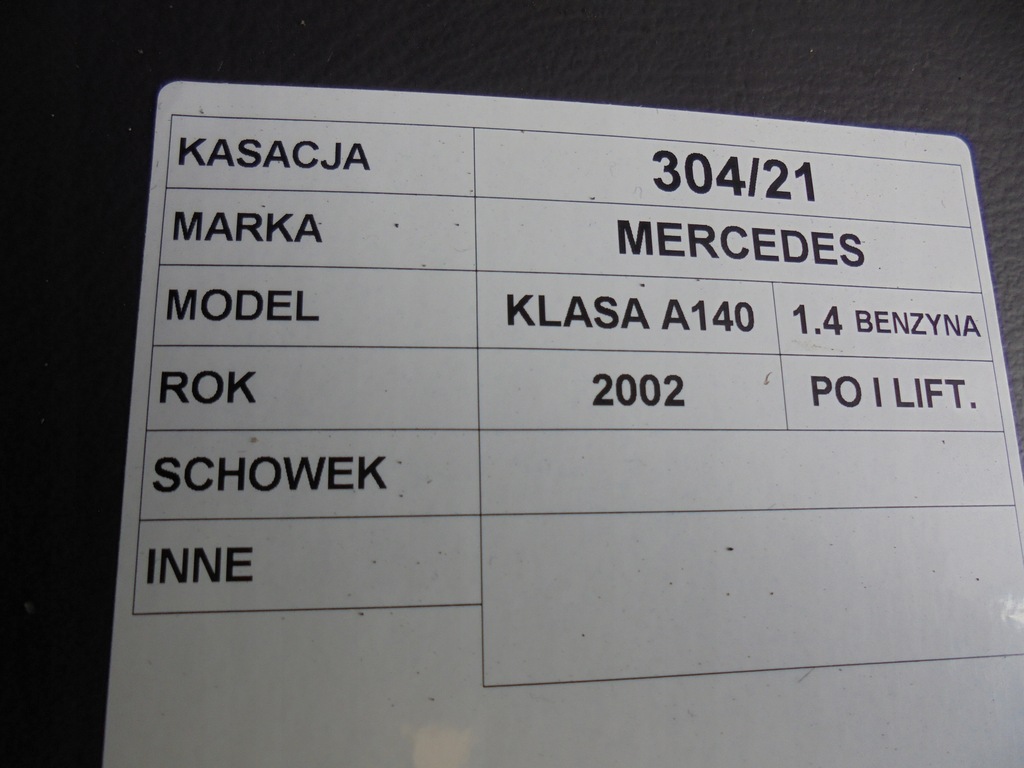 KASACJA 304/21
MARKA MERCEDES
MODEL KLASA A140 1.4 BENZYNA
ROK 2002 PO I LIFT.
SCHOWEK
INNE